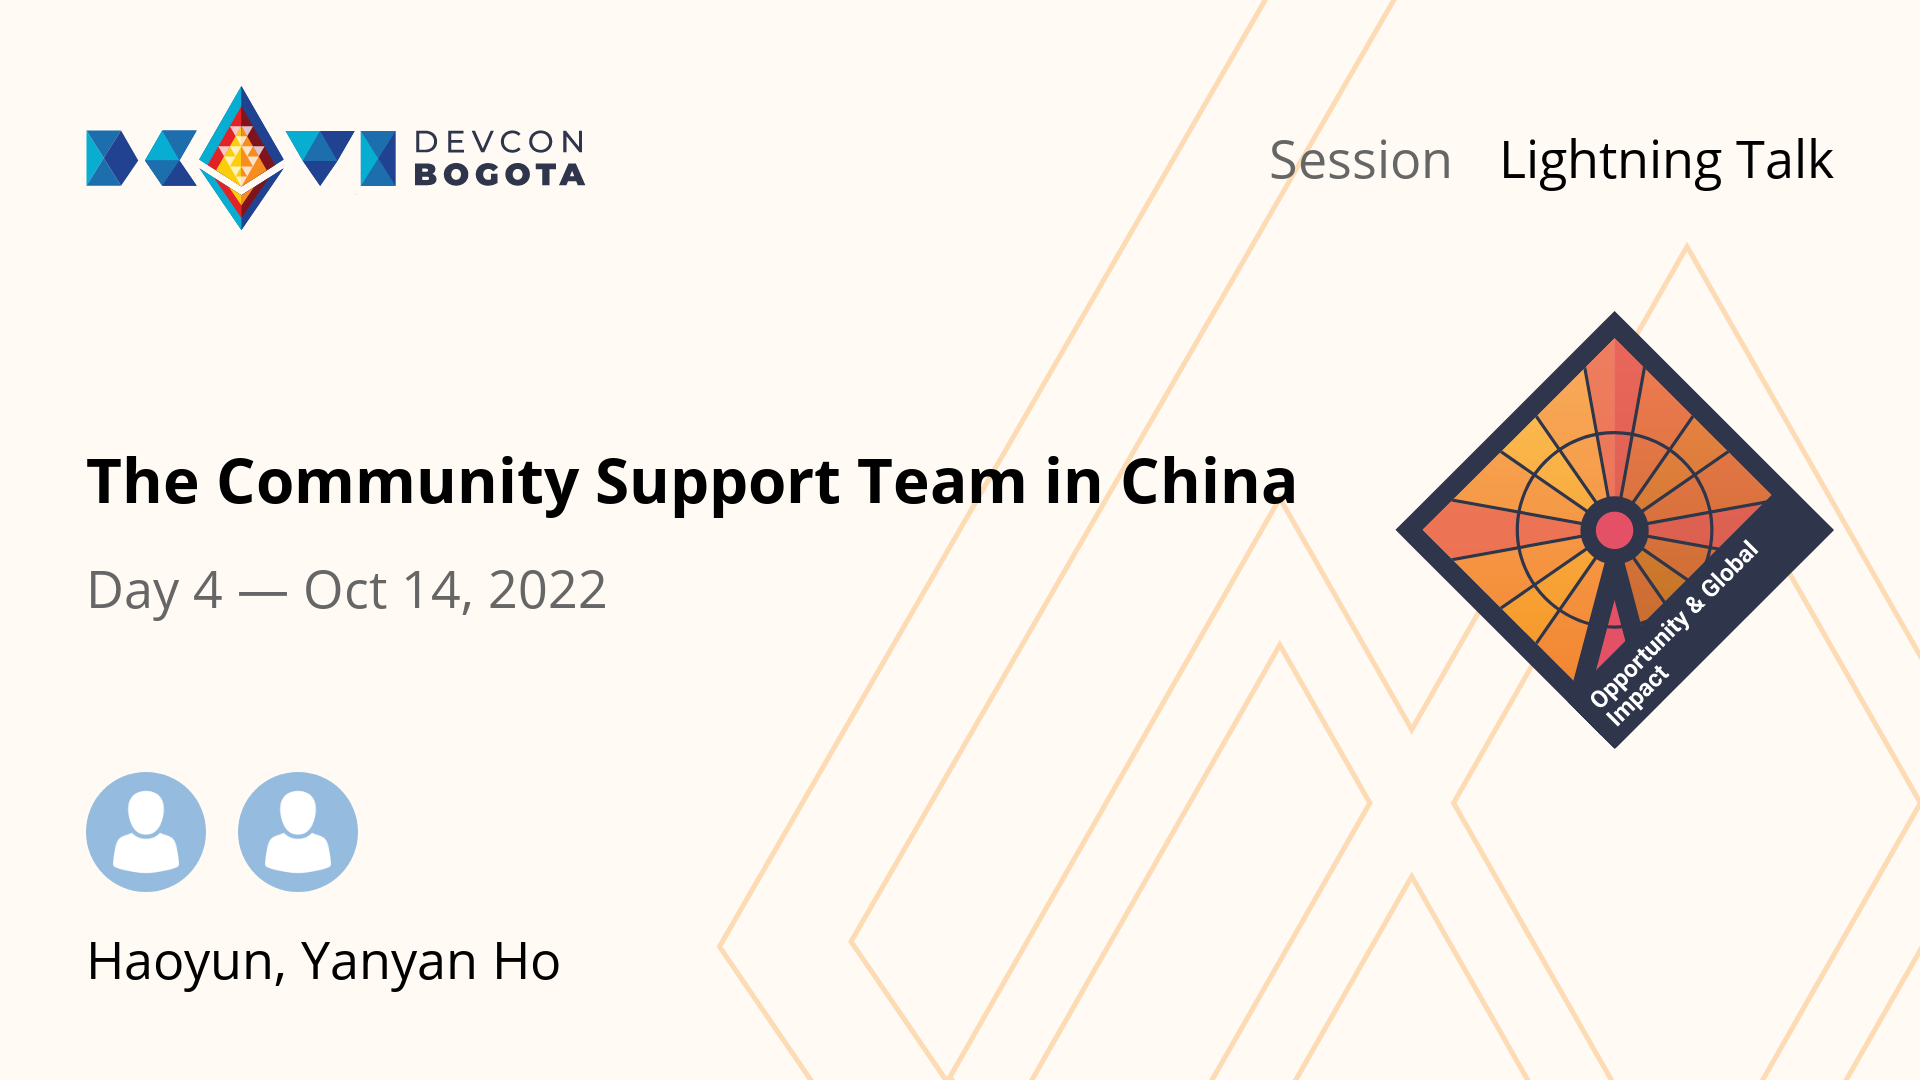 DEVCON
BOGOTA
Session Lightning Talk
The Community Support Team in China
Day 4 — Oct 14, 2022
Opportunity & Global
Impact
Haoyun, Yanyan Ho